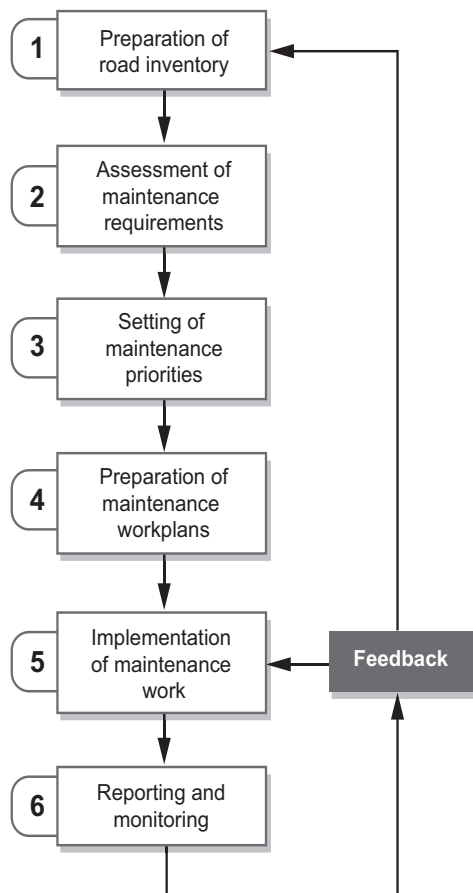 1
Preparation of
road inventory
2
Assessment of
maintenance
requirements
3
Setting of
maintenance
priorities
4
Preparation of
maintenance
workplans
5
Implementation
of maintenance
work
Feedback
6
Reporting and
monitoring